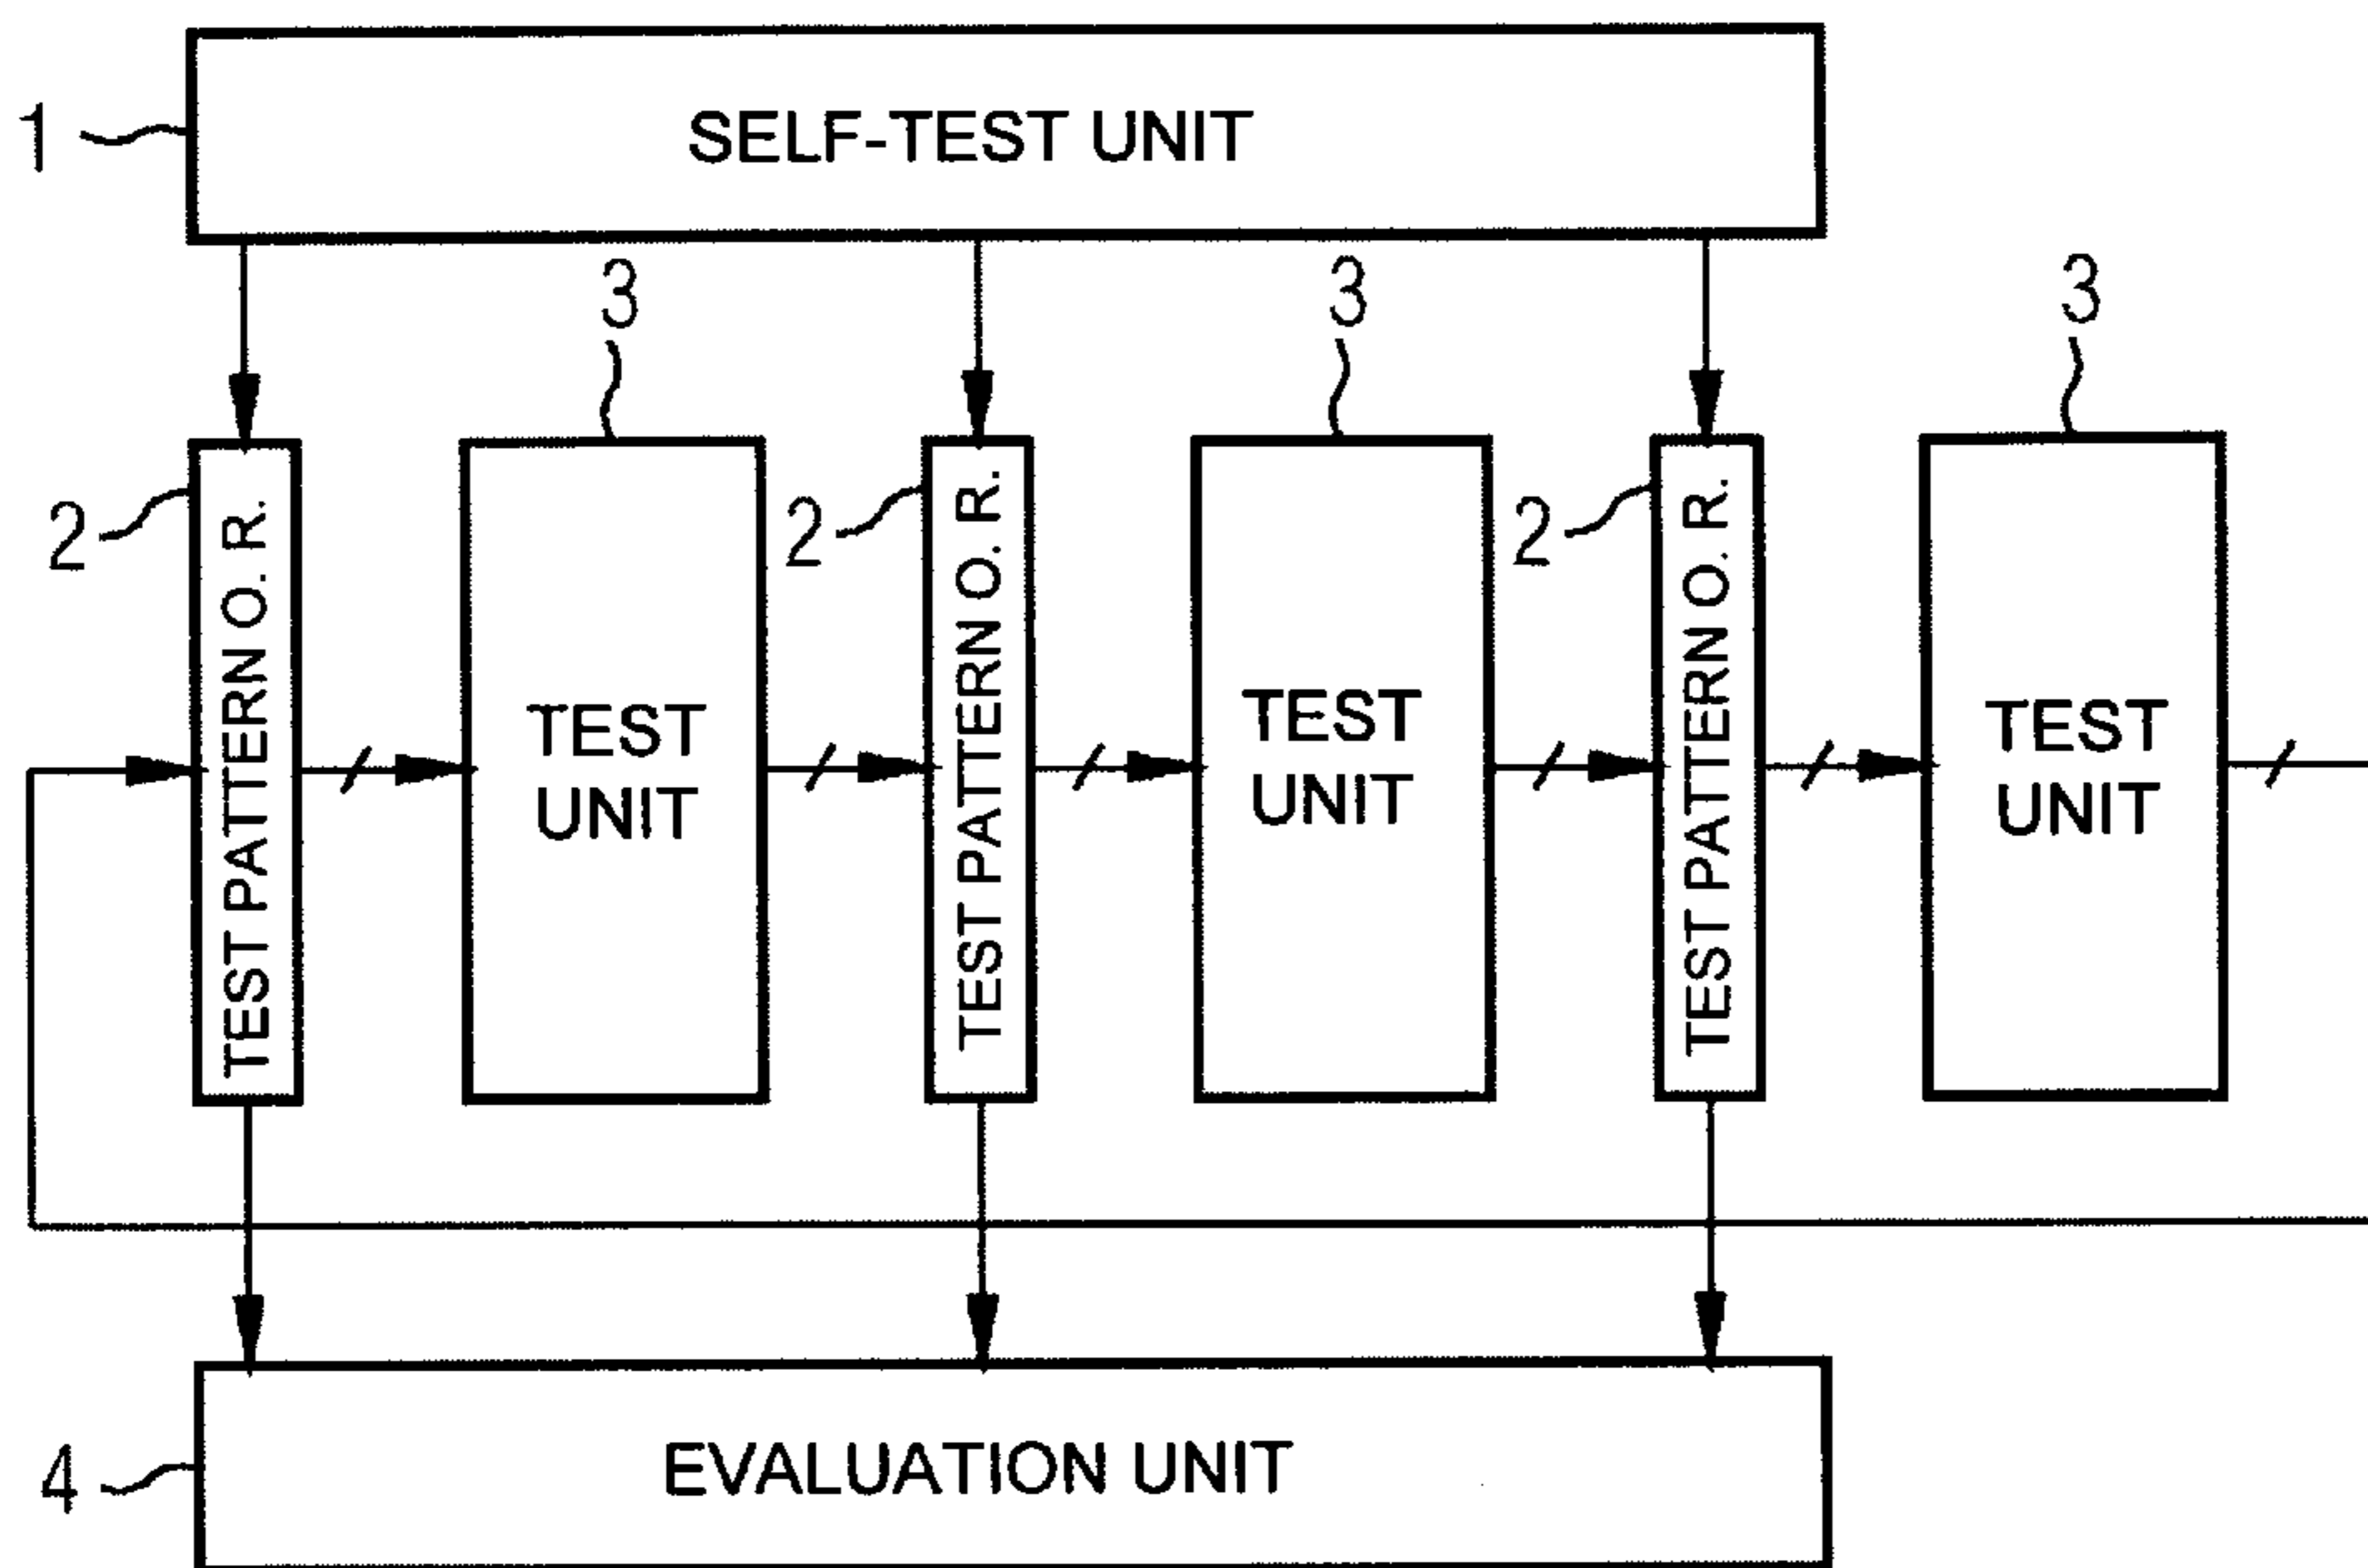 1
SELF-TEST UNIT
3
3
3
2
TEST PATTERN O. R.
TEST
UNIT
2
TEST PATTERN O. R.
TEST
UNIT
2
TEST PATTERN O. R.
TEST
UNIT
4
EVALUATION UNIT